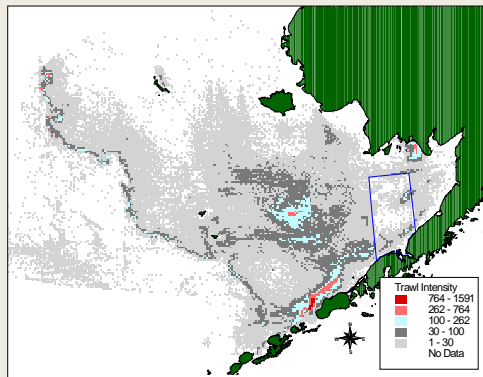 Trawl Intensity
764 - 1591
262 - 764
100 - 262
30 - 100
1 - 30
No Data
N
W E
S